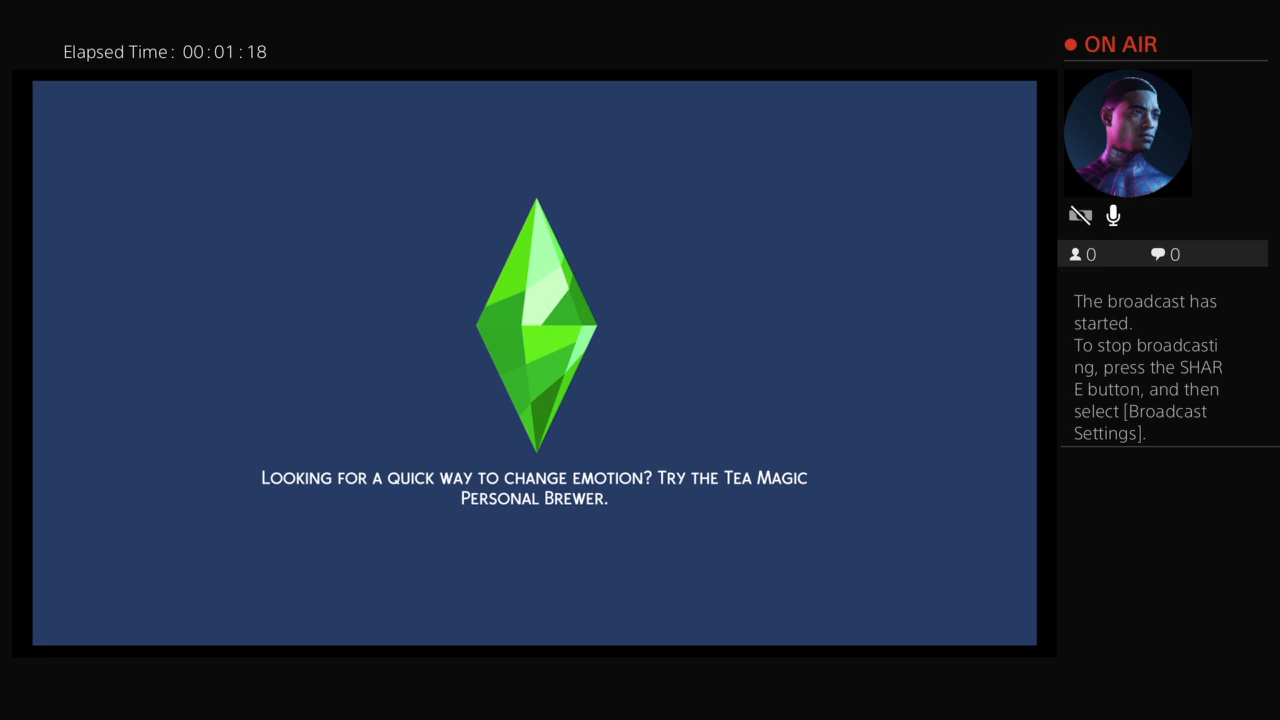 Elapsed Time: 00:01:18
ON AIR
0 0
The broadcast has
started.
To stop broadcasti
ng, press the SHAR
E button, and then
select [Broadcast
Settings].
LOOKING FOR A QUICK WAY TO CHANGE EMOTION? TRY THE TEA MAGIC
PERSONAL BREWER.